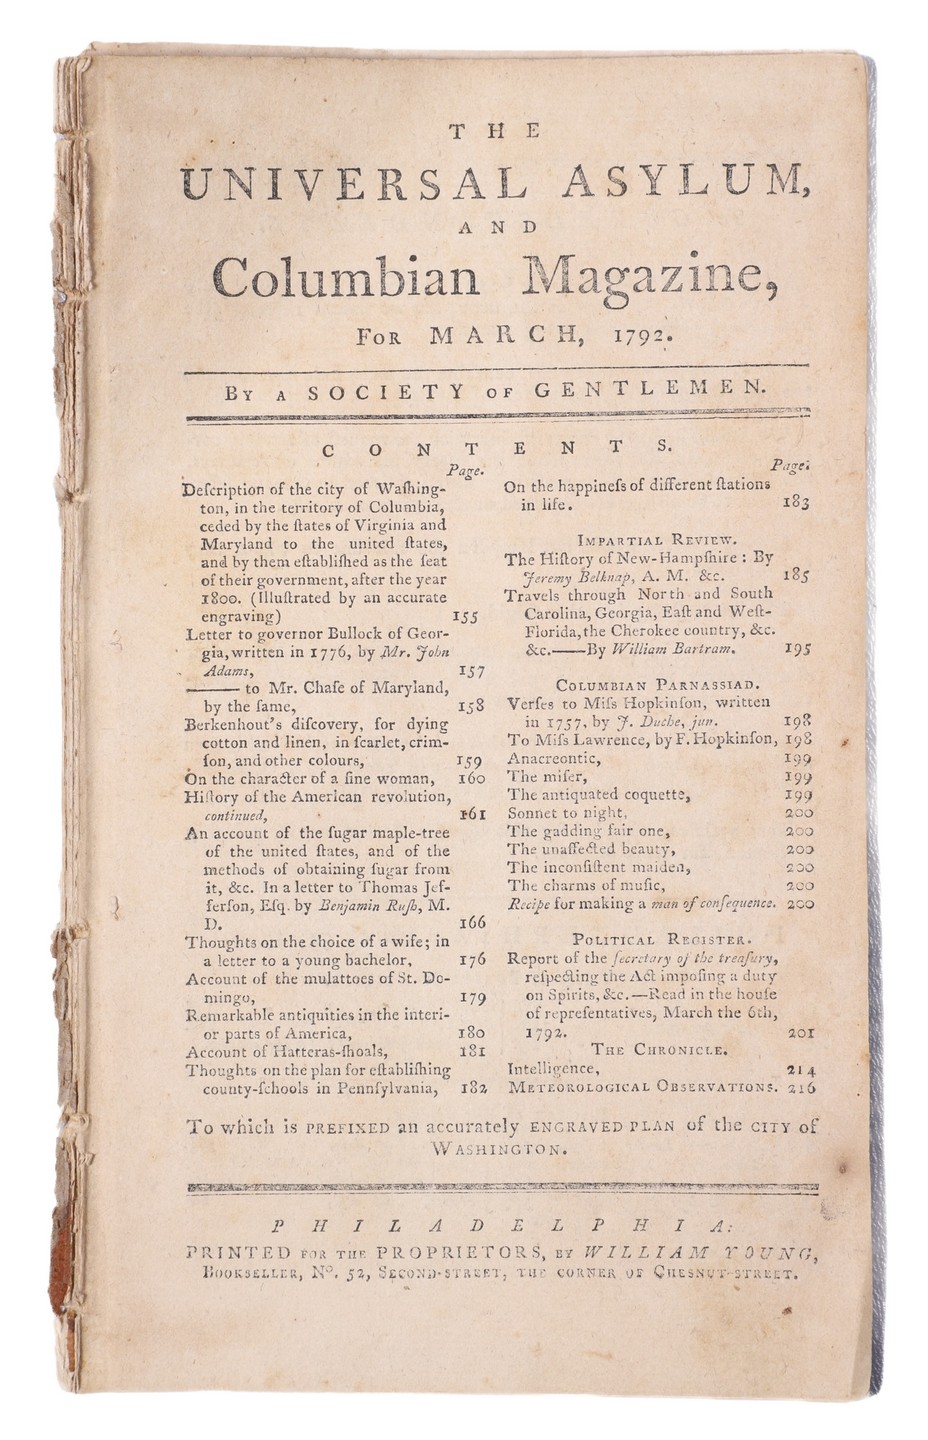 THE
UNIVERSAL ASYLUM,
AND
Columbian Magazine,
FOR MARCH, 1792.
BY A SOCIETY OF GENTLEMEN.
CONTENTS.
Page.
Deſcription of the city of Waſhing-
ton, in the territory of Columbia,
ceded by the ſtates of Virginia and
Maryland to the united ſtates,
and by them eſtabliſhed as the ſeat
of their government, after the year
1800. (Illuſtrated by an accurate
engraving) 155
Letter to governor Bullock of Geor-
gia, written in 1776, by Mr. John
Adams, 157
——— to Mr. Chaſe of Maryland,
by the ſame, 158
Berkenhout's diſcovery, for dying
cotton and linen, in ſcarlet, crim-
ſon, and other colours, 159
On the character of a fine woman, 160
Hiſtory of the American revolution,
continued, 161
An account of the ſugar maple-tree
of the united ſtates, and of the
methods of obtaining ſugar from
it, &c. In a letter to Thomas Jef-
ferſon, Eſq. by Benjamin Ruſh, M.
D. 166
Thoughts on the choice of a wife; in
a letter to a young bachelor, 176
Account of the mulattoes of St. Do-
mingo, 179
Remarkable antiquities in the interi-
or parts of America, 180
Account of Hatteras-ſhoals, 181
Thoughts on the plan for eſtabliſhing
county-ſchools in Pennſylvania, 182
Page.
On the happineſs of different ſtations
in life. 183
IMPARTIAL REVIEW.
The Hiſtory of New-Hampſhire: By
Jeremy Belknap, A. M. &c. 185
Travels through North and South
Carolina, Georgia, Eaſt and Weſt-
Florida, the Cherokee country, &c.
&c.——By William Bartram. 195
COLUMBIAN PARNASSIAD.
Verſes to Miſs Hopkinſon, written
in 1757, by J. Duche, jun. 198
To Miſs Lawrence, by F. Hopkinſon, 198
Anacreontic, 199
The miſer, 199
The antiquated coquette, 199
Sonnet to night, 200
The gadding fair one, 200
The unaffected beauty, 200
The inconſiſtent maiden, 200
The charms of muſic, 200
Recipe for making a man of conſequence. 200
POLITICAL REGISTER.
Report of the ſecretary of the treaſury,
reſpecting the Act impoſing a duty
on Spirits, &c.—Read in the houſe
of repreſentatives, March the 6th,
1792. 201
THE CHRONICLE.
Intelligence, 214
METEOROLOGICAL OBSERVATIONS. 216
To which is PREFIXED an accurately ENGRAVED PLAN of the CITY of
WASHINGTON.
PHILADELPHIA:
PRINTED FOR THE PROPRIETORS, BY WILLIAM YOUNG,
BOOKSELLER, No. 52, SECOND-STREET, THE CORNER OF CHESNUT-STREET.